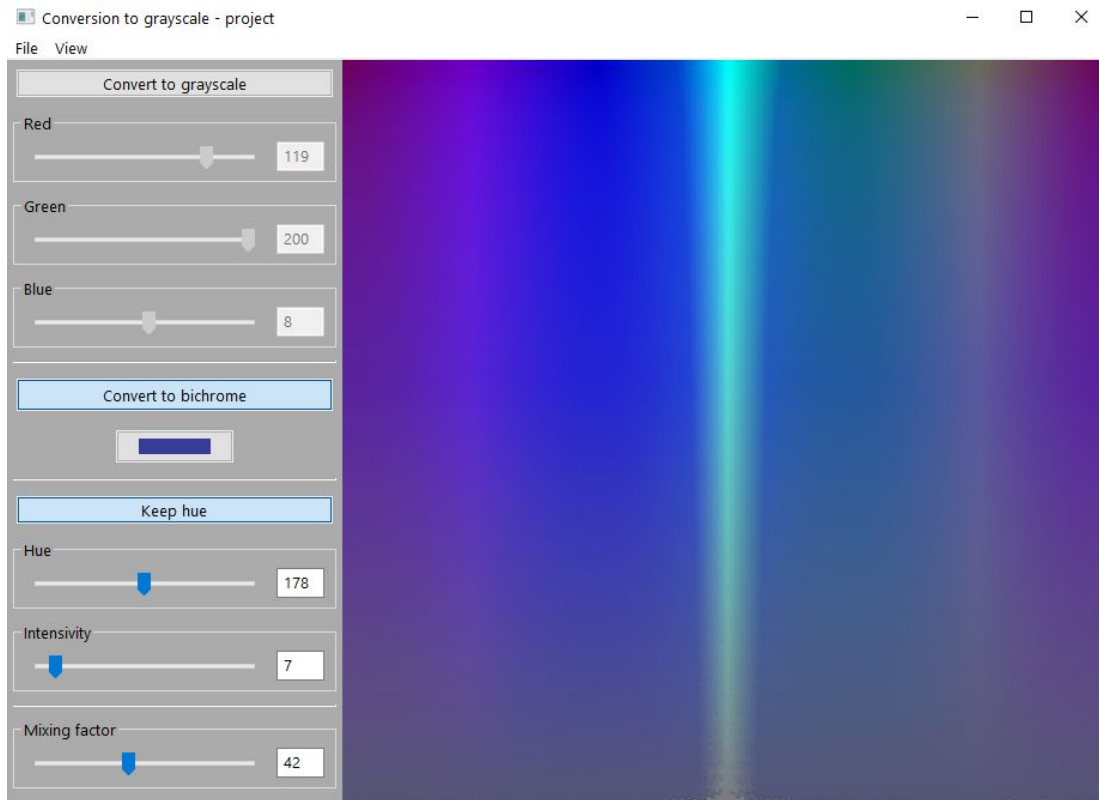 Conversion to grayscale - project
File View
Convert to grayscale
Red
119
Green
200
Blue
8
Convert to bichrome
Keep hue
Hue
178
Intensivity
7
Mixing factor
42